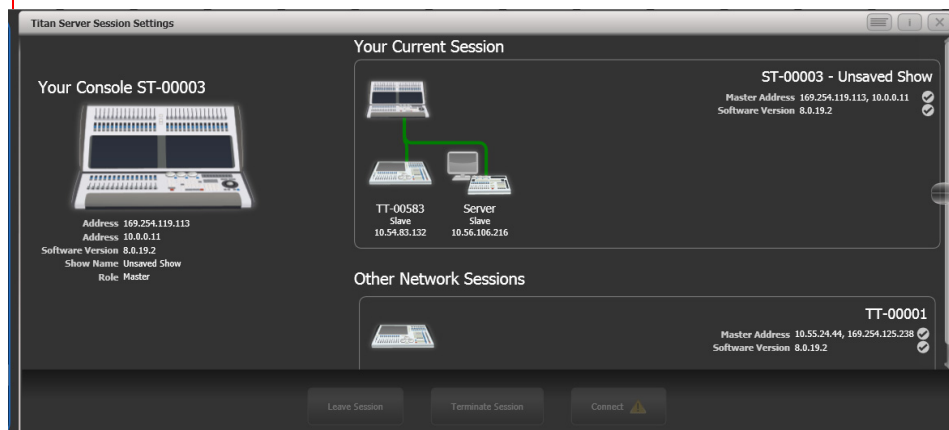 Titan Server Session Settings
Your Current Session
Your Console ST-00003
ST-00003 - Unsaved Show
Master Address 169.254.119.113, 10.0.0.11
Software Version 8.0.19.2
TT-00583
Slave
10.54.83.132
Server
Slave
10.56.106.216
Address 169.254.119.113
Address 10.0.0.11
Software Version 8.0.19.2
Show Name Unsaved Show
Role Master
Other Network Sessions
TT-00001
Master Address 10.55.24.44, 169.254.125.238
Software Version 8.0.19.2
Leave Session
Terminate Session
Connect